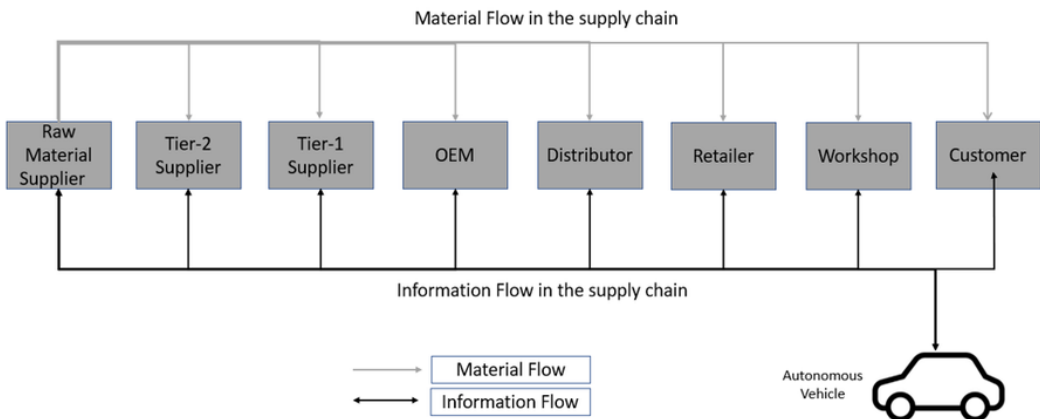 Material Flow in the supply chain
Raw
Material
Supplier
Tier-2
Supplier
Tier-1
Supplier
OEM
Distributor
Retailer
Workshop
Customer
Information Flow in the supply chain
Material Flow
Information Flow
Autonomous
Vehicle